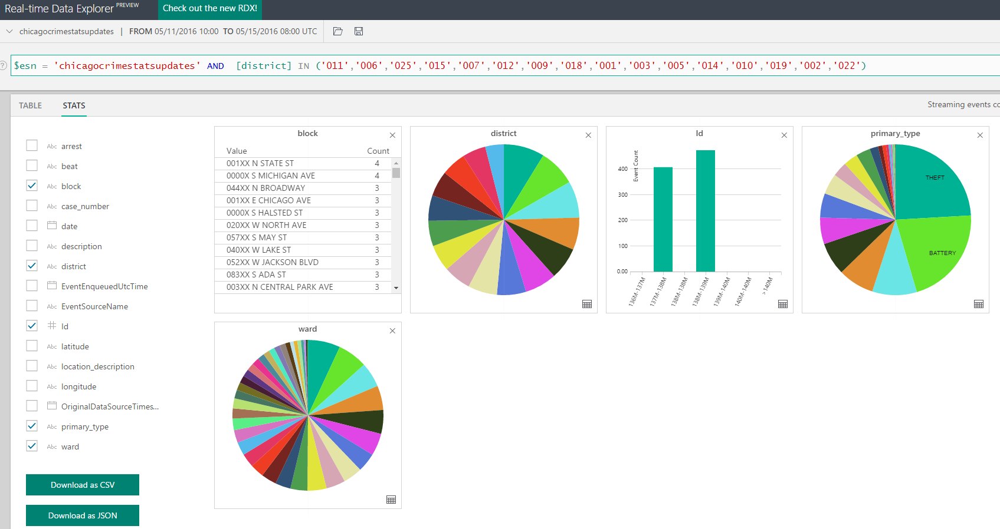 Real-time Data Explorer PREVIEW
Check out the new RDX!
chicagocrimestatsupdates | FROM 05/11/2016 10:00 TO 05/15/2016 08:00 UTC
? $esn = 'chicagocrimestatsupdates' AND [district] IN ('011','006','025','015','007','012','009','018','001','003','005','014','010','019','002','022')
TABLE STATS
Streaming events co
Abc arrest
Abc beat
Abc block
Abc case_number
date
Abc description
Abc district
EventEnqueuedUtcTime
Abc EventSourceName
Id
Abc latitude
Abc location_description
Abc longitude
OriginalDataSourceTimes...
Abc primary_type
Abc ward
Download as CSV
Download as JSON
block
Value Count
001XX N STATE ST 4
0000X S MICHIGAN AVE 4
044XX N BROADWAY 3
001XX E CHICAGO AVE 3
0000X S HALSTED ST 3
020XX W NORTH AVE 3
057XX S MAY ST 3
040XX W LAKE ST 3
052XX W JACKSON BLVD 3
083XX S ADA ST 3
003XX N CENTRAL PARK AVE 3
district
Id
Event Count
400
300
200
100
0.00
136M-137M
137M-138M
138M-138M
138M-139M
139M-140M
140M-140M
>140M
primary_type
THEFT
BATTERY
ward